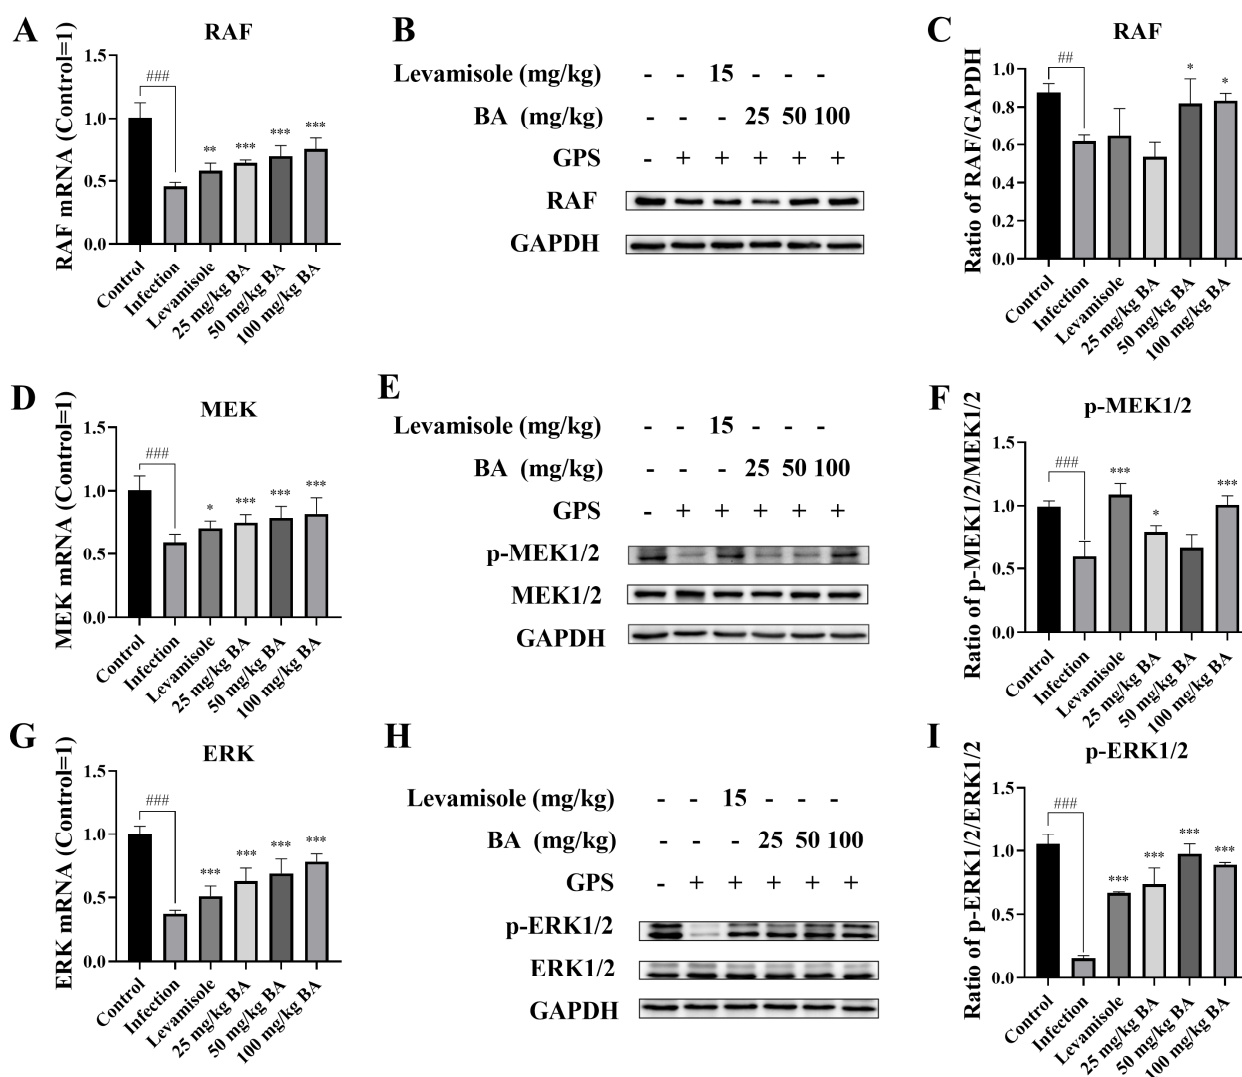 A
RAF
RAF mRNA (Control=1)
1.5
1.0
0.5
0.0
###
**
***
***
***
Control
Infection
Levamisole
25 mg/kg BA
50 mg/kg BA
100 mg/kg BA
B
Levamisole (mg/kg) - - 15 - - -
BA (mg/kg) - - - 25 50 100
GPS - + + + + +
RAF
GAPDH
C
RAF
Ratio of RAF/GAPDH
1.0
0.8
0.6
0.4
0.2
0.0
##
*
*
Control
Infection
Levamisole
25 mg/kg BA
50 mg/kg BA
100 mg/kg BA
D
MEK
MEK mRNA (Control=1)
1.5
1.0
0.5
0.0
###
*
***
***
***
Control
Infection
Levamisole
25 mg/kg BA
50 mg/kg BA
100 mg/kg BA
E
Levamisole (mg/kg) - - 15 - - -
BA (mg/kg) - - - 25 50 100
GPS - + + + + +
p-MEK1/2
MEK1/2
GAPDH
F
p-MEK1/2
Ratio of p-MEK1/2/MEK1/2
1.5
1.0
0.5
0.0
###
***
*
***
Control
Infection
Levamisole
25 mg/kg BA
50 mg/kg BA
100 mg/kg BA
G
ERK
ERK mRNA (Control=1)
1.5
1.0
0.5
0.0
###
***
***
***
***
Control
Infection
Levamisole
25 mg/kg BA
50 mg/kg BA
100 mg/kg BA
H
Levamisole (mg/kg) - - 15 - - -
BA (mg/kg) - - - 25 50 100
GPS - + + + + +
p-ERK1/2
ERK1/2
GAPDH
I
p-ERK1/2
Ratio of p-ERK1/2/ERK1/2
1.5
1.0
0.5
0.0
###
***
***
***
***
Control
Infection
Levamisole
25 mg/kg BA
50 mg/kg BA
100 mg/kg BA